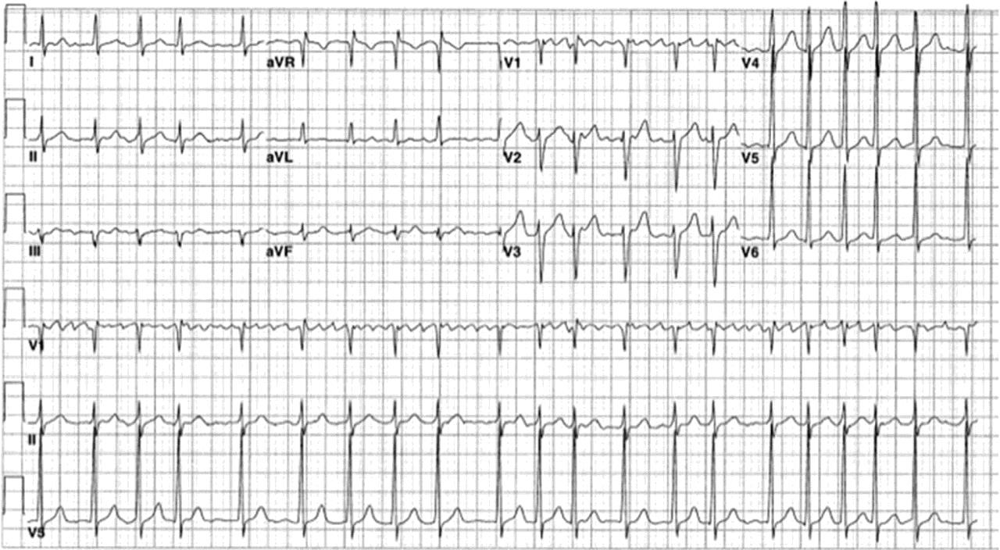 I aVR V1 V4
II aVL V2 V5
III aVF V3 V6
V1
II
V5